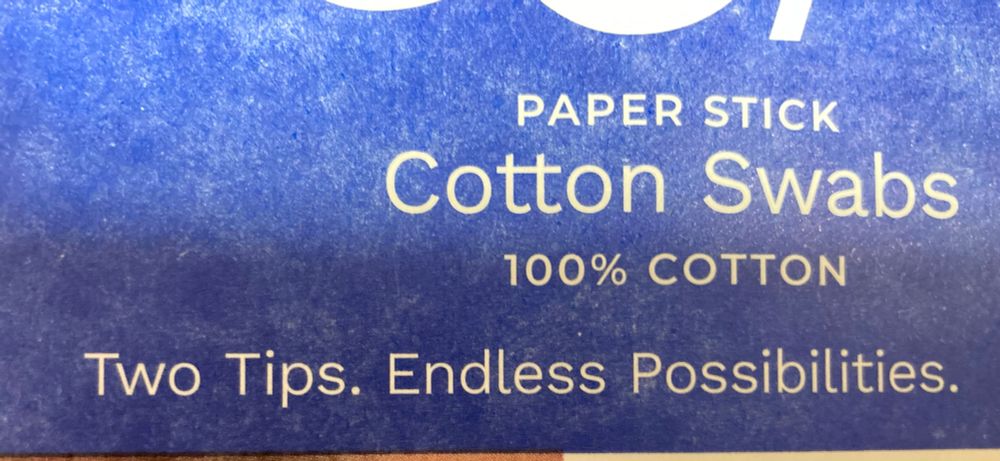 PAPER STICK
Cotton Swabs
100% COTTON
Two Tips. Endless Possibilities.